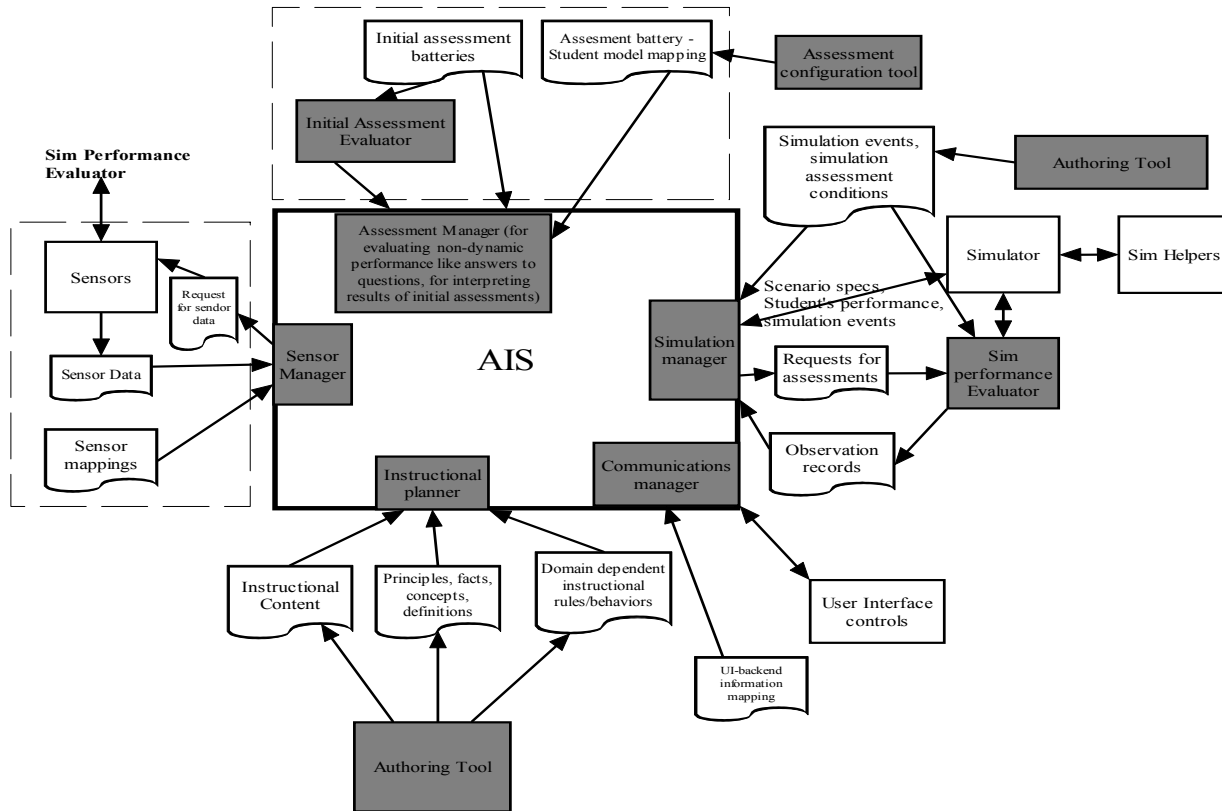 Initial assessment
batteries
Assesment battery -
Student model mapping
Assessment
configuration tool
Initial Assessment
Evaluator
Simulation events,
simulation
assessment
conditions
Authoring Tool
Sim Performance
Evaluator
Sensors
Request
for sendor
data
Sensor Data
Sensor
mappings
Sensor
Manager
Assessment Manager (for
evaluating non-dynamic
performance like answers to
questions, for interpreting
results of initial assessments)
AIS
Simulation
manager
Scenario specs,
Student's performance,
simulation events
Simulator
Sim Helpers
Requests for
assessments
Sim
performance
Evaluator
Observation
records
Instructional
planner
Communications
manager
Instructional
Content
Principles, facts,
concepts,
definitions
Domain dependent
instructional
rules/behaviors
User Interface
controls
UI-backend
information
mapping
Authoring Tool